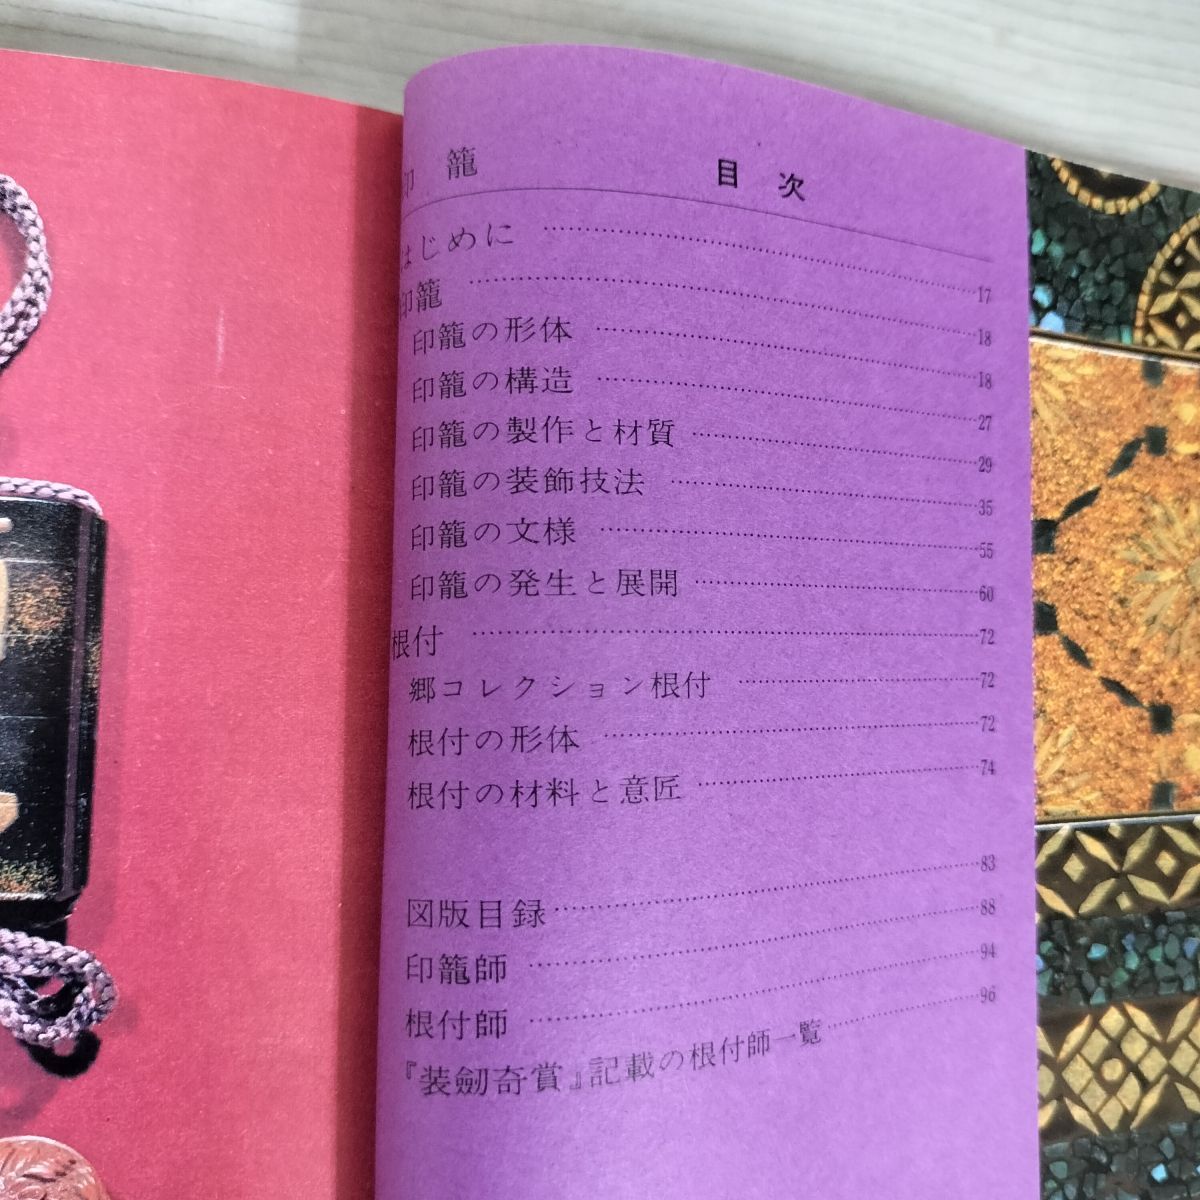 印籠
目次
はじめに 17
印籠 18
印籠の形体 18
印籠の構造 27
印籠の製作と材質 29
印籠の装飾技法 35
印籠の文様 55
印籠の発生と展開 60
根付 72
郷コレクション根付 72
根付の形体 72
根付の材料と意匠 74
図版目録 83
印籠師 88
根付師 94
『装劒奇賞』記載の根付師一覧 96